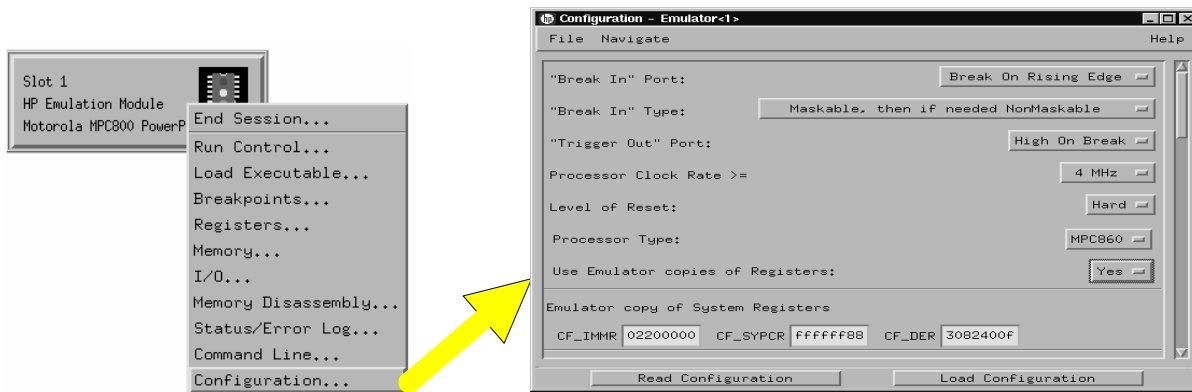 Slot 1
HP Emulation Module
Motorola MPC800 PowerP
End Session...
Run Control...
Load Executable...
Breakpoints...
Registers...
Memory...
I/O...
Memory Disassembly...
Status/Error Log...
Command Line...
Configuration...
hp Configuration - Emulator<1>
File Navigate Help
"Break In" Port: Break On Rising Edge
"Break In" Type: Maskable, then if needed NonMaskable
"Trigger Out" Port: High On Break
Processor Clock Rate >= 4 MHz
Level of Reset: Hard
Processor Type: MPC860
Use Emulator copies of Registers: Yes
Emulator copy of System Registers
CF_IMMR 02200000 CF_SYPCR ffffff88 CF_DER 3082400f
Read Configuration Load Configuration